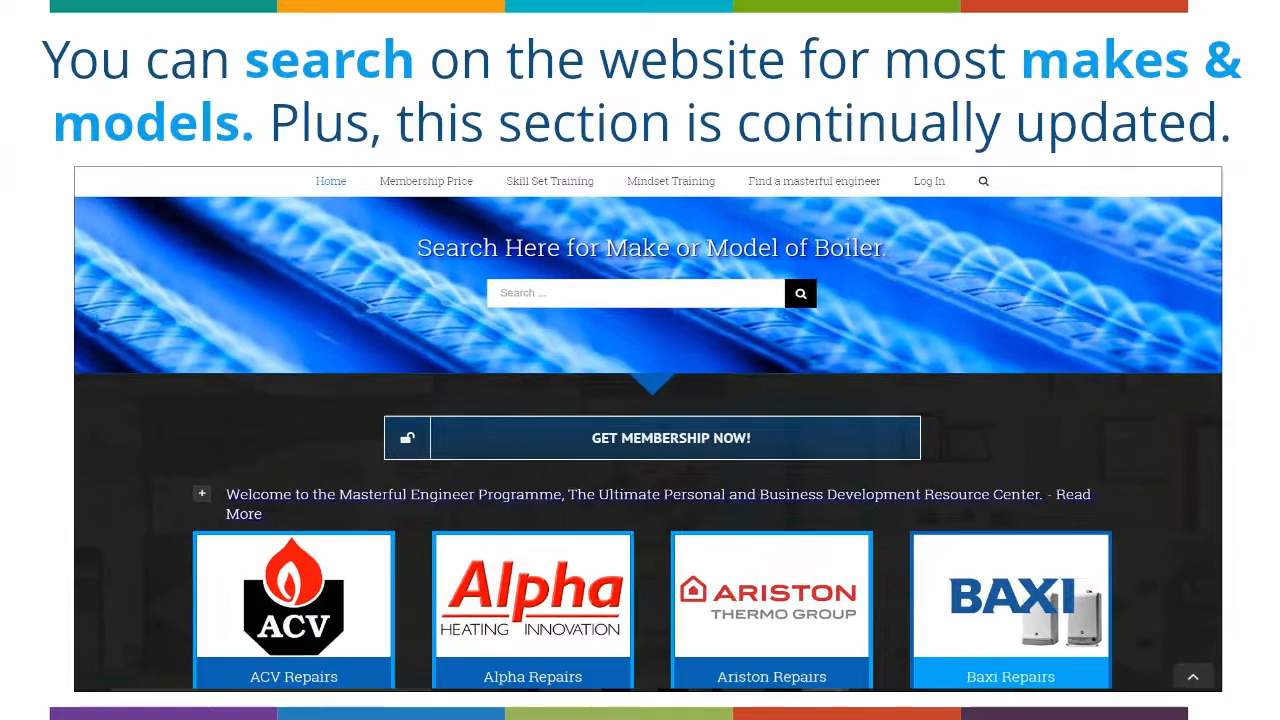 You can search on the website for most makes &
models. Plus, this section is continually updated.
Home Membership Price Skill Set Training Mindset Training Find a masterful engineer Log In
Search Here for Make or Model of Boiler.
Search ...
GET MEMBERSHIP NOW!
Welcome to the Masterful Engineer Programme, The Ultimate Personal and Business Development Resource Center. - Read
More
ACV
Alpha
HEATING INNOVATION
ARISTON
THERMO GROUP
BAXI
ACV Repairs Alpha Repairs Ariston Repairs Baxi Repairs